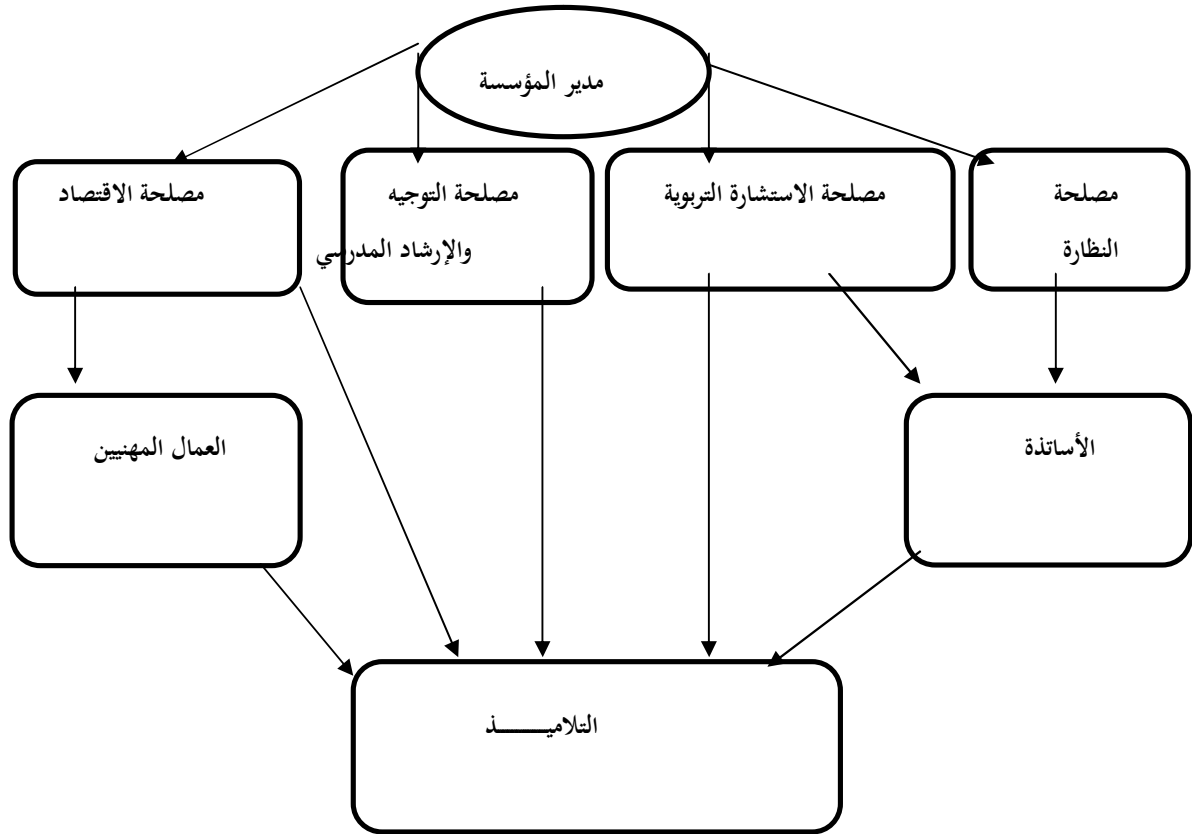 مدير المؤسسة
مصلحة
النظارة
مصلحة الاستشارة التربوية
مصلحة التوجيه
والإرشاد المدرسي
مصلحة الاقتصاد
الأساتذة
العمال المهنيين
التلاميـــــــذ